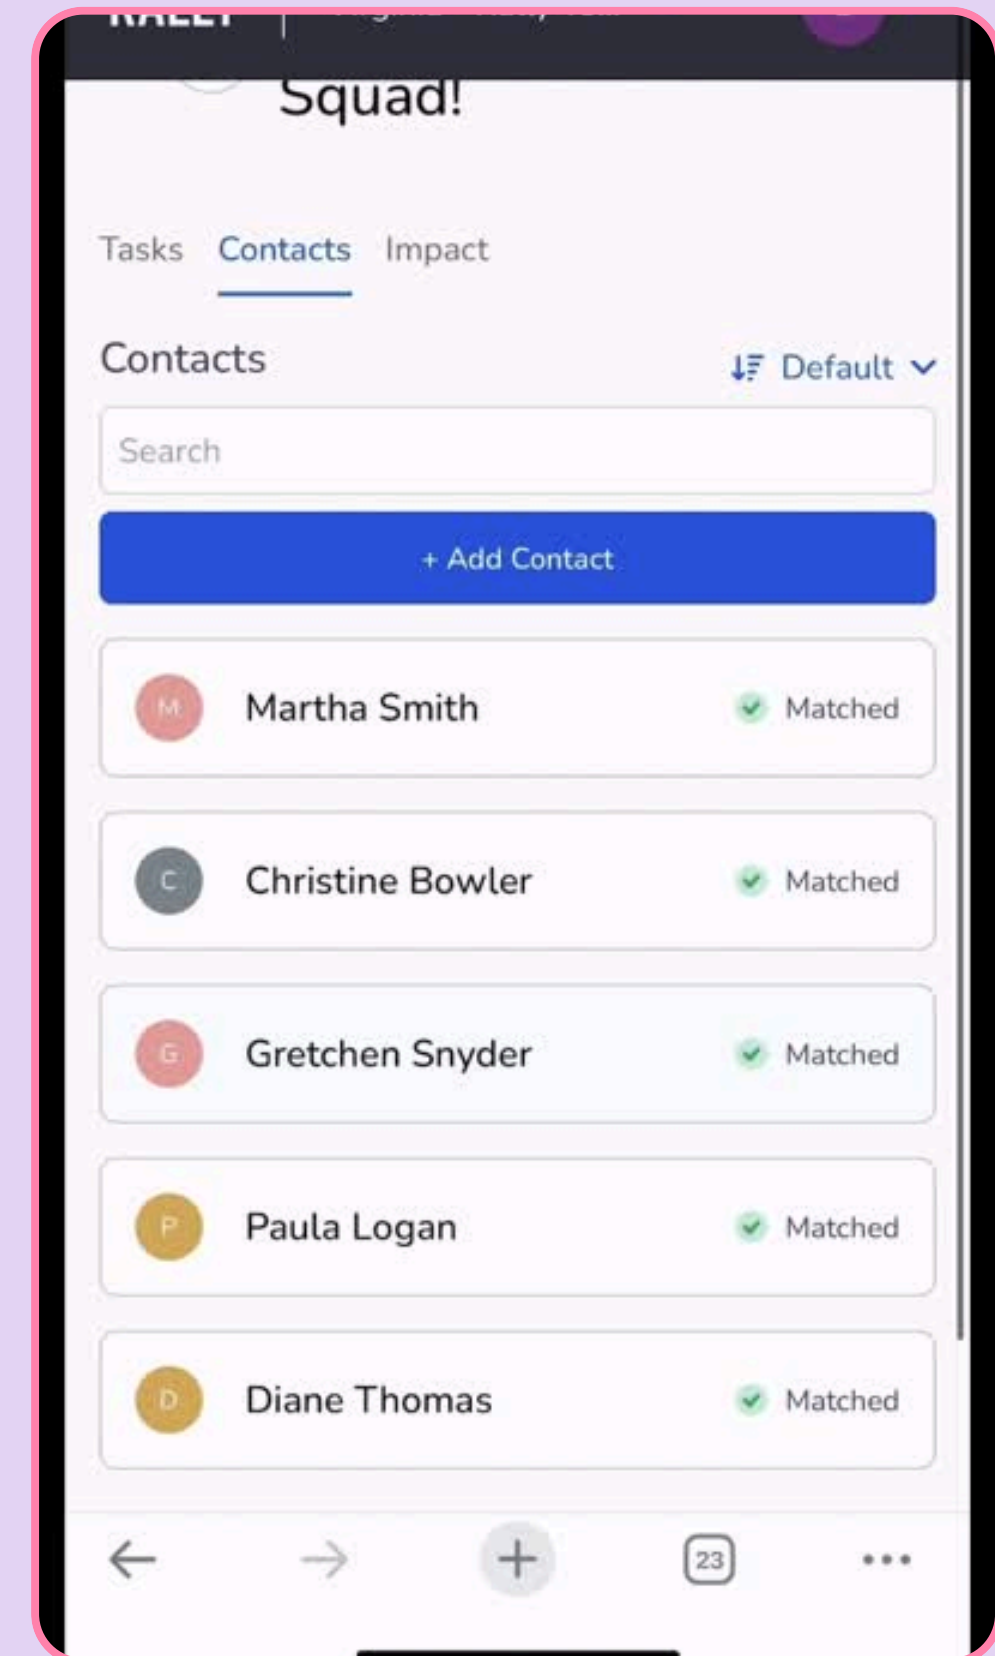 RALLY
Squad!
Tasks Contacts Impact
Contacts
Default
Search
+ Add Contact
M Martha Smith Matched
C Christine Bowler Matched
G Gretchen Snyder Matched
P Paula Logan Matched
D Diane Thomas Matched
23